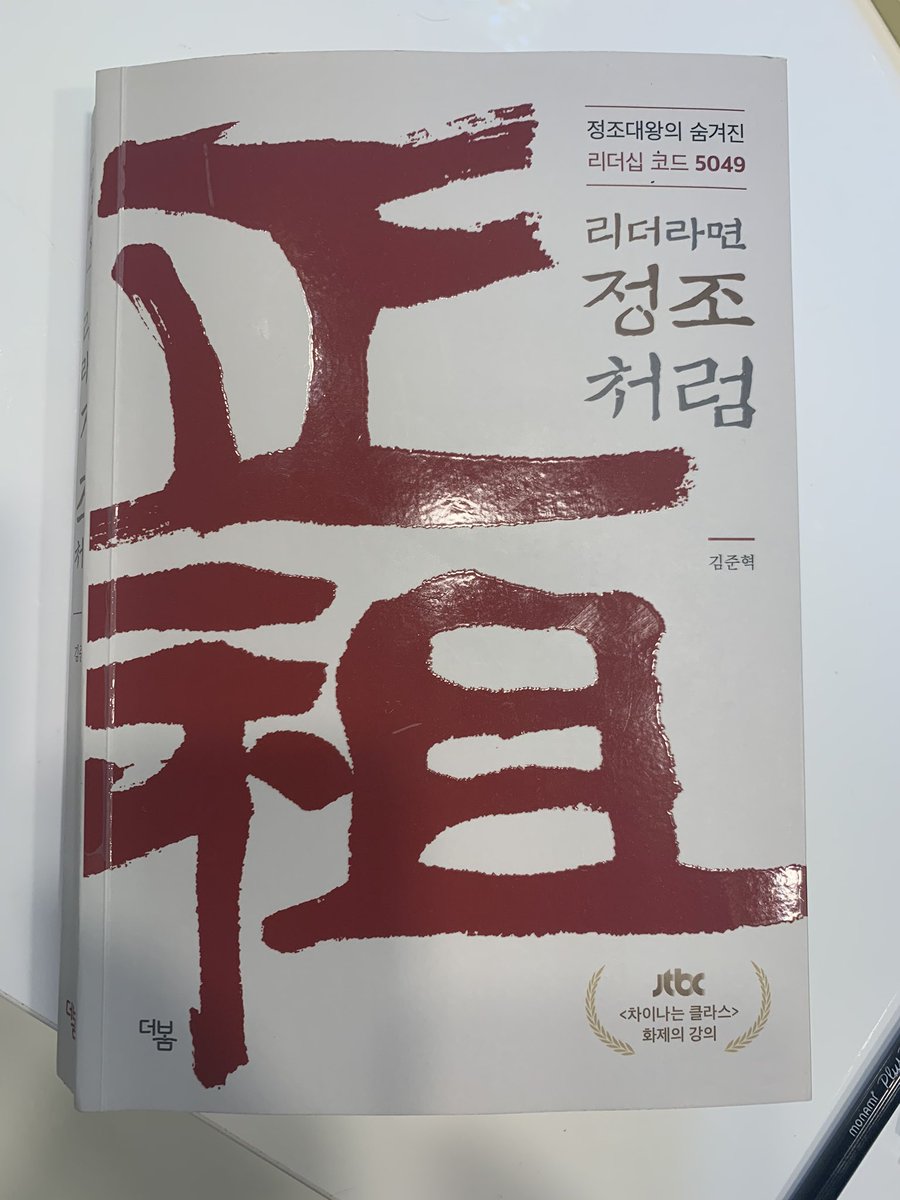 正
祖
정조대왕의 숨겨진
리더십 코드 5049
리더라면
정조
처럼
김준혁
jtbc
<차이나는 클라스>
화제의 강의
더봄
monami Plu